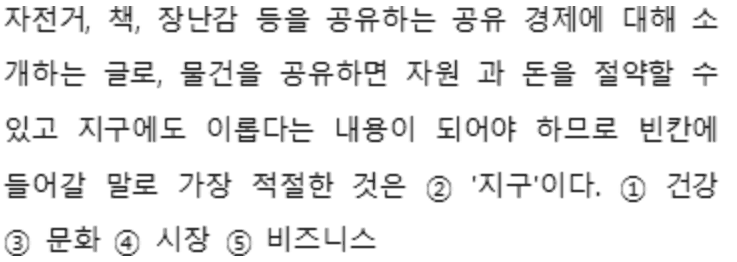 자전거, 책, 장난감 등을 공유하는 공유 경제에 대해 소
개하는 글로, 물건을 공유하면 자원 과 돈을 절약할 수
있고 지구에도 이롭다는 내용이 되어야 하므로 빈칸에
들어갈 말로 가장 적절한 것은 ② '지구'이다. ① 건강
③ 문화 ④ 시장 ⑤ 비즈니스